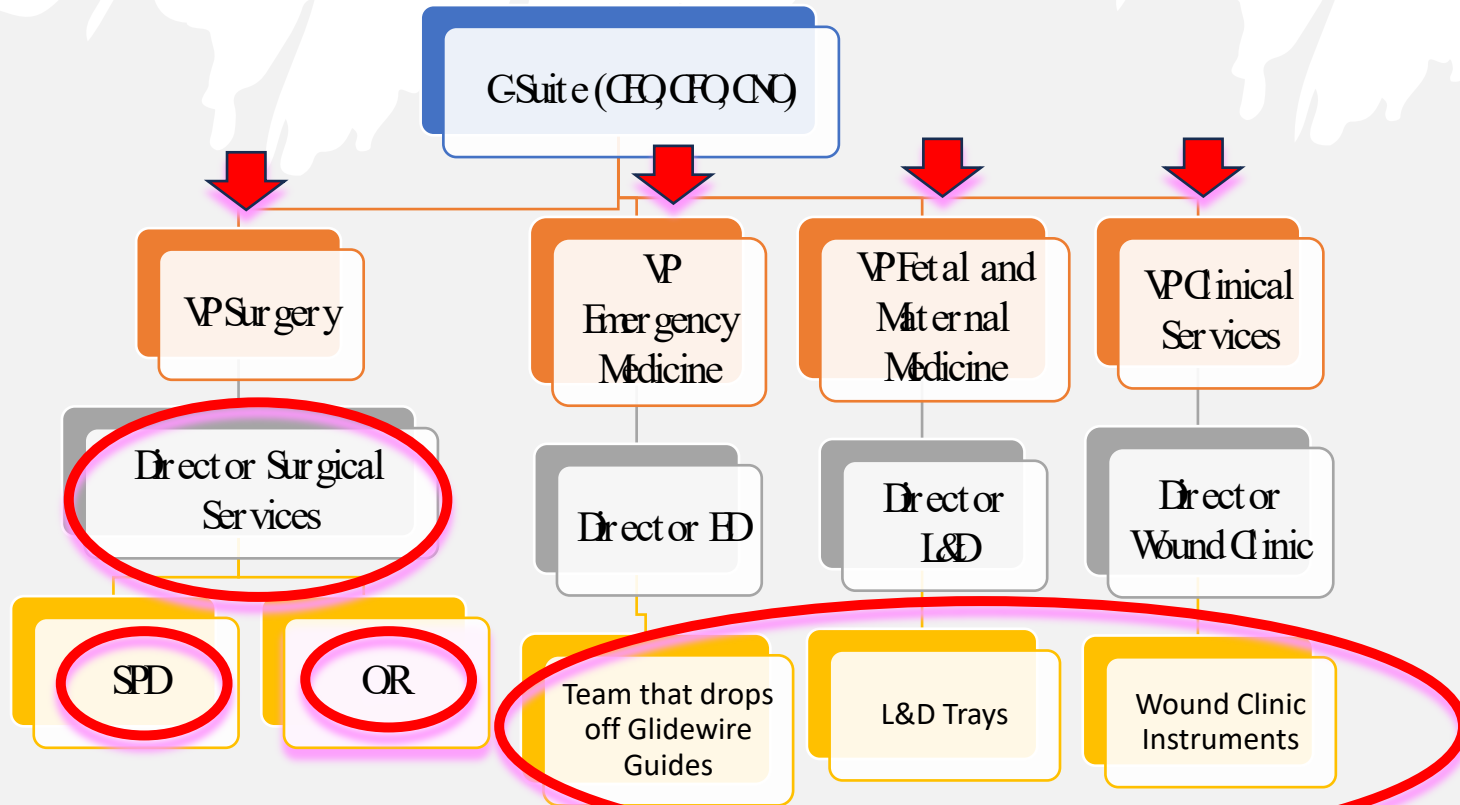 C-Suite (CEO, CFO, CNO)
VP Surgery
VP
Emergency
Medicine
VP Fetal and
Maternal
Medicine
VP Clinical
Services
Director Surgical
Services
Director ED
Director
L&D
Director
Wound Clinic
SPD
OR
Team that drops
off Glidewire
Guides
L&D Trays
Wound Clinic
Instruments